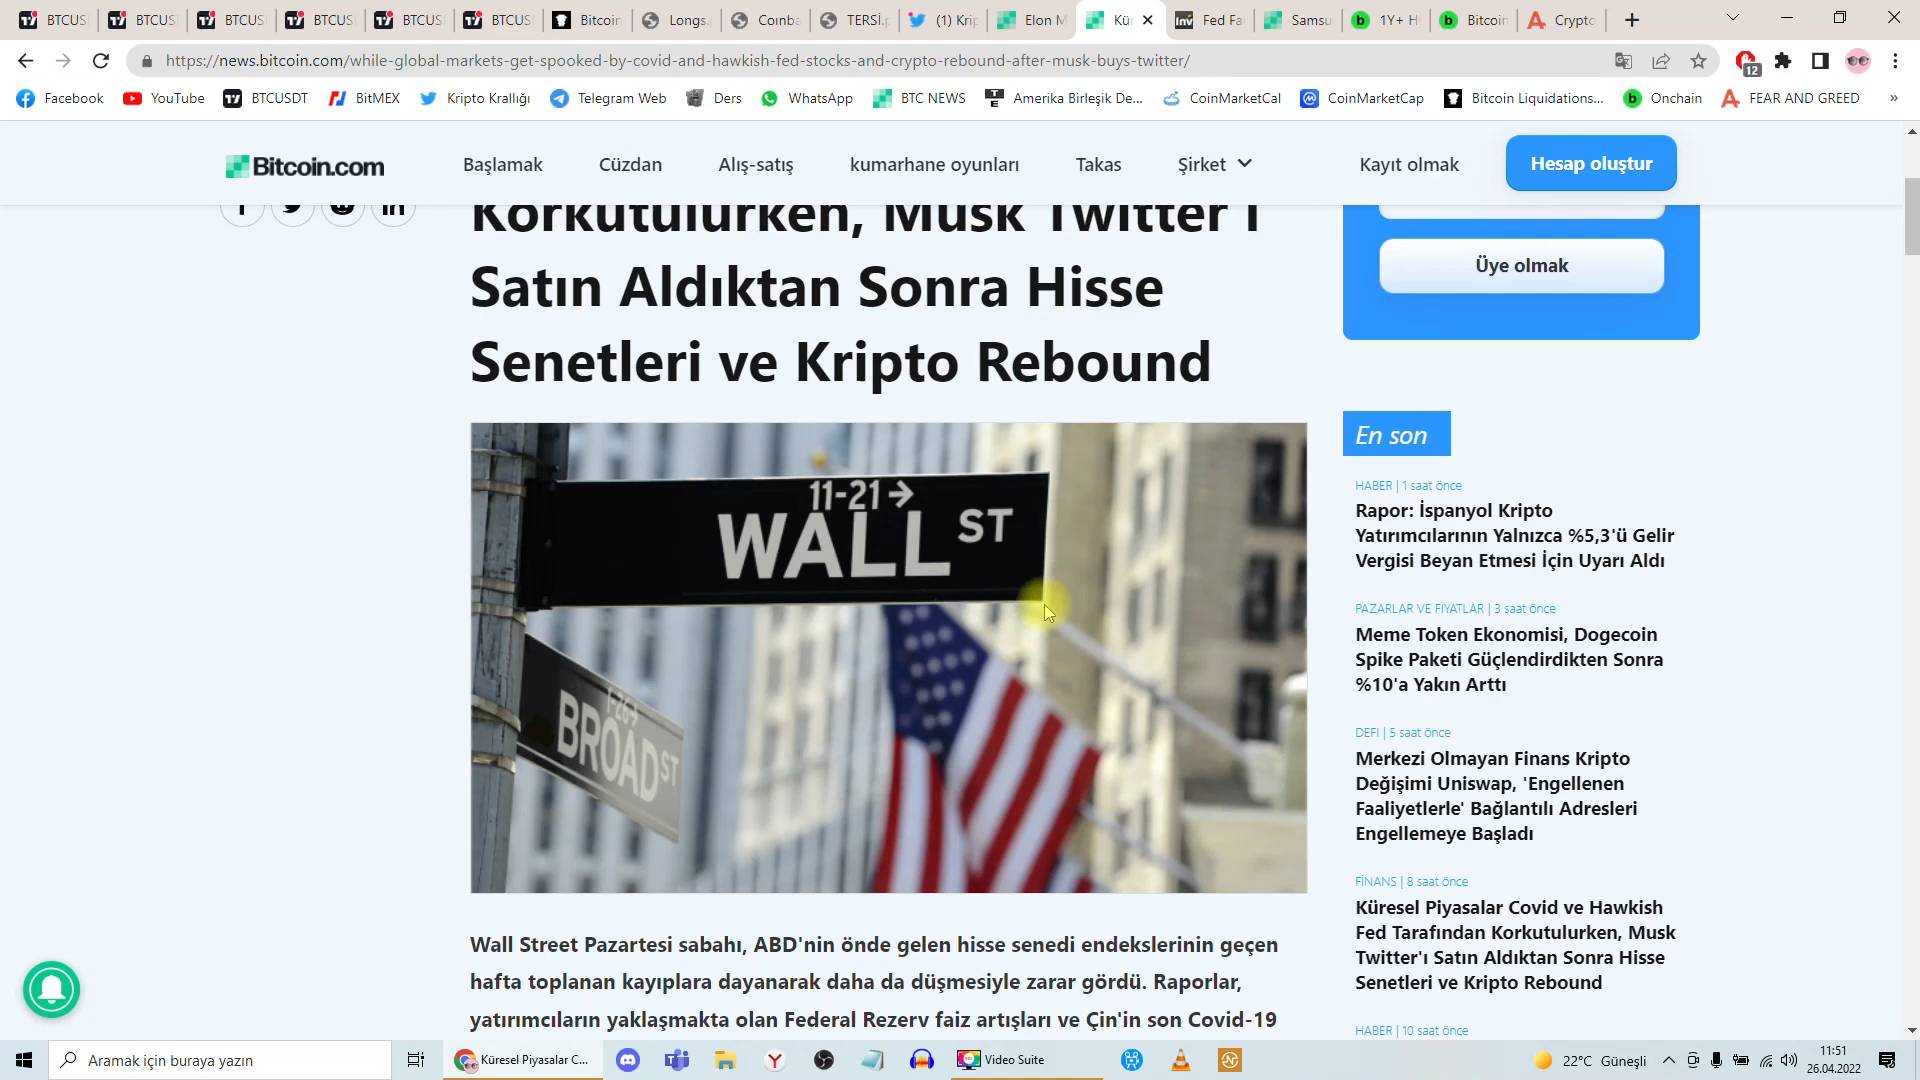 BTCUS
BTCUS
BTCUS
BTCUS
BTCUS
BTCUS
Bitcoin
Longs.
Coinba
TERSİ.p
(1) Krip
Elon M
Kür
Fed Fa
Samsu
1Y+ H
Bitcoin
Crypto
https://news.bitcoin.com/while-global-markets-get-spooked-by-covid-and-hawkish-fed-stocks-and-crypto-rebound-after-musk-buys-twitter/
12
Facebook
YouTube
BTCUSDT
BitMEX
Kripto Krallığı
Telegram Web
Ders
WhatsApp
BTC NEWS
Amerika Birleşik De...
CoinMarketCal
CoinMarketCap
Bitcoin Liquidations...
Onchain
FEAR AND GREED
»
Bitcoin.com
Başlamak
Cüzdan
Alış-satış
kumarhane oyunları
Takas
Şirket
Kayıt olmak
Hesap oluştur
Korkutulurken, Musk Twitter'ı
Satın Aldıktan Sonra Hisse
Senetleri ve Kripto Rebound
11-21→
WALL ST
1-26
BROAD ST
Wall Street Pazartesi sabahı, ABD'nin önde gelen hisse senedi endekslerinin geçen
hafta toplanan kayıplara dayanarak daha da düşmesiyle zarar gördü. Raporlar,
yatırımcıların yaklaşmakta olan Federal Rezerv faiz artışları ve Çin'in son Covid-19
Üye olmak
En son
HABER | 1 saat önce
Rapor: İspanyol Kripto
Yatırımcılarının Yalnızca %5,3'ü Gelir
Vergisi Beyan Etmesi İçin Uyarı Aldı
PAZARLAR VE FİYATLAR | 3 saat önce
Meme Token Ekonomisi, Dogecoin
Spike Paketi Güçlendirdikten Sonra
%10'a Yakın Arttı
DEFI | 5 saat önce
Merkezi Olmayan Finans Kripto
Değişimi Uniswap, 'Engellenen
Faaliyetlerle' Bağlantılı Adresleri
Engellemeye Başladı
FİNANS | 8 saat önce
Küresel Piyasalar Covid ve Hawkish
Fed Tarafından Korkutulurken, Musk
Twitter'ı Satın Aldıktan Sonra Hisse
Senetleri ve Kripto Rebound
HABER | 10 saat önce
Aramak için buraya yazın
Küresel Piyasalar C...
Video Suite
22°C Güneşli
11:51
26.04.2022